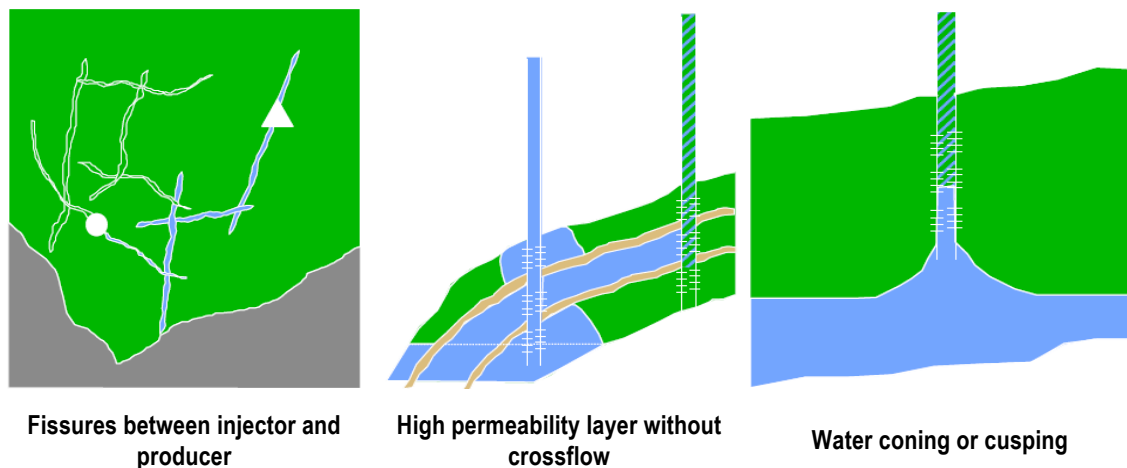 Fissures between injector and
producer
High permeability layer without
crossflow
Water coning or cusping